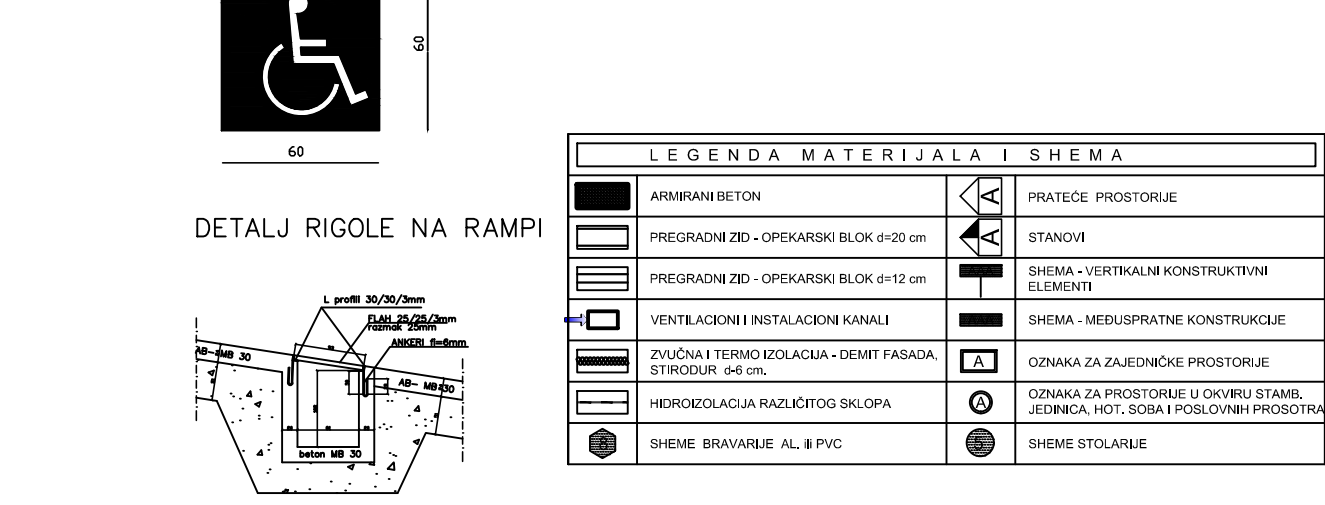 60
60
DETALJ RIGOLE NA RAMPI
L profili 30/30/3mm
FLAH 25/25/3mm
razmak 25mm
ANKERI fi=6mm
MB 30
AB- MB 30
beton MB 30
LEGENDA MATERIJALA I SHEMA
ARMIRANI BETON
A
PRATEĆE PROSTORIJE
PREGRADNI ZID - OPEKARSKI BLOK d=20 cm
A
STANOVI
PREGRADNI ZID - OPEKARSKI BLOK d=12 cm
SHEMA - VERTIKALNI KONSTRUKTIVNI
ELEMENTI
VENTILACIONI I INSTALACIONI KANALI
SHEMA - MEĐUSPRATNE KONSTRUKCIJE
ZVUČNA I TERMO IZOLACIJA - DEMIT FASADA,
STIRODUR d-6 cm.
A
OZNAKA ZA ZAJEDNIČKE PROSTORIJE
HIDROIZOLACIJA RAZLIČITOG SKLOPA
A
OZNAKA ZA PROSTORIJE U OKVIRU STAMB.
JEDINICA, HOT. SOBA I POSLOVNIH PROSOTRA
SHEME BRAVARIJE AL. ili PVC
SHEME STOLARIJE